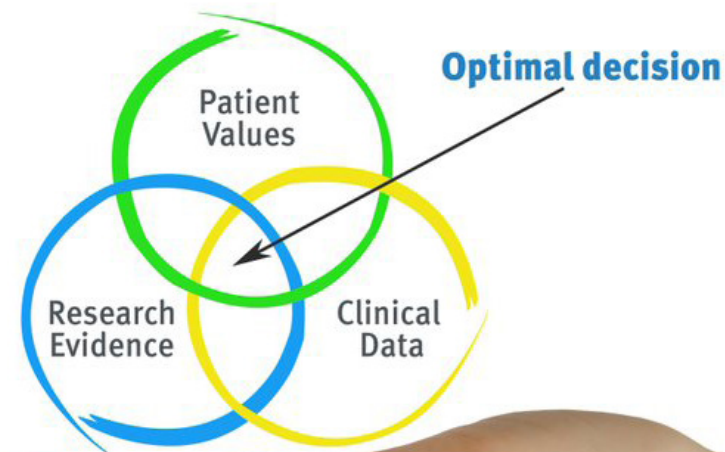 Optimal decision
Patient
Values
Research
Evidence
Clinical
Data